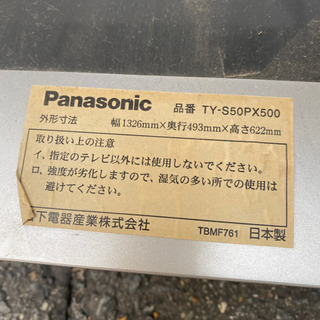 Panasonic 品番 TY-S50PX500
外形寸法 幅1326mm×奥行493mm×高さ622mm
取り扱い上の注意
イ、指定のテレビ以外には使用しないでください。
ロ、強度が劣化しますので、湿気の多い所での使用は
避けてください。
下電器産業株式会社 TBMF761 日本製